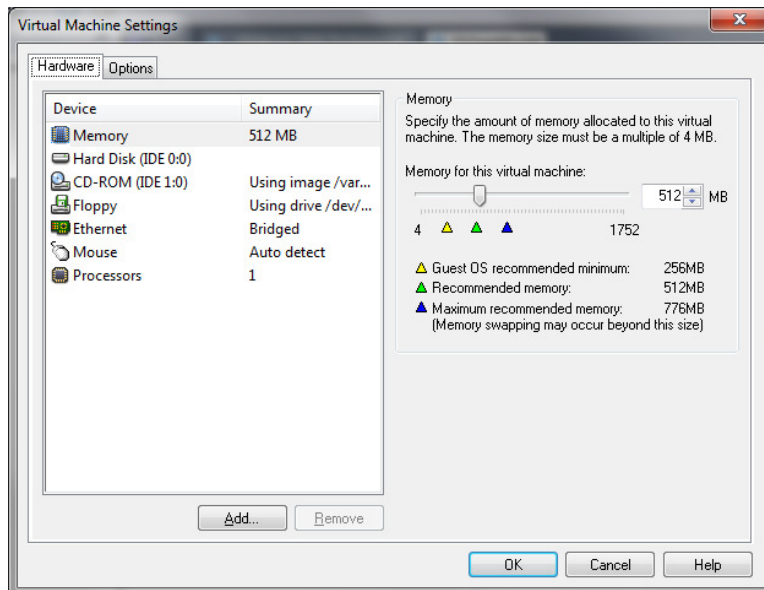 Virtual Machine Settings
Hardware Options
Device Summary
Memory 512 MB
Hard Disk (IDE 0:0)
CD-ROM (IDE 1:0) Using image /var...
Floppy Using drive /dev/...
Ethernet Bridged
Mouse Auto detect
Processors 1
Add... Remove
Memory
Specify the amount of memory allocated to this virtual
machine. The memory size must be a multiple of 4 MB.
Memory for this virtual machine:
512 MB
4 1752
Guest OS recommended minimum: 256MB
Recommended memory: 512MB
Maximum recommended memory: 776MB
(Memory swapping may occur beyond this size)
OK Cancel Help